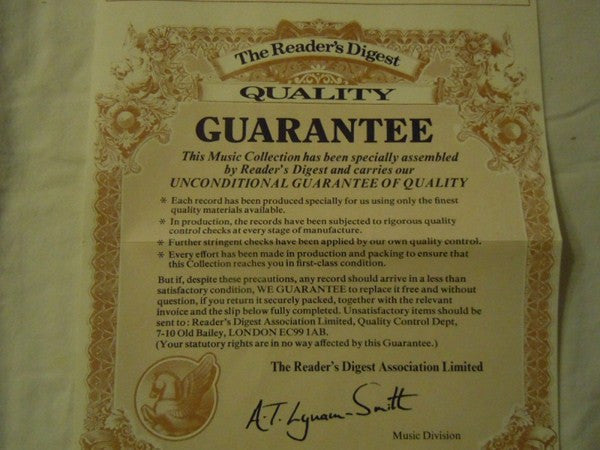 The Reader's Digest
QUALITY
GUARANTEE
This Music Collection has been specially assembled
by Reader's Digest and carries our
UNCONDITIONAL GUARANTEE OF QUALITY
* Each record has been produced specially for us using only the finest
quality materials available.
* In production, the records have been subjected to rigorous quality
control checks at every stage of manufacture.
* Further stringent checks have been applied by our own quality control.
* Every effort has been made in production and packing to ensure that
this Collection reaches you in first-class condition.
But if, despite these precautions, any record should arrive in a less than
satisfactory condition, WE GUARANTEE to replace it free and without
question, if you return it securely packed, together with the relevant
invoice and the slip below fully completed. Unsatisfactory items should be
sent to: Reader's Digest Association Limited, Quality Control Dept,
7-10 Old Bailey, LONDON EC99 1AB.
(Your statutory rights are in no way affected by this Guarantee.)
The Reader's Digest Association Limited
A.T. Lynam-Smith
Music Division